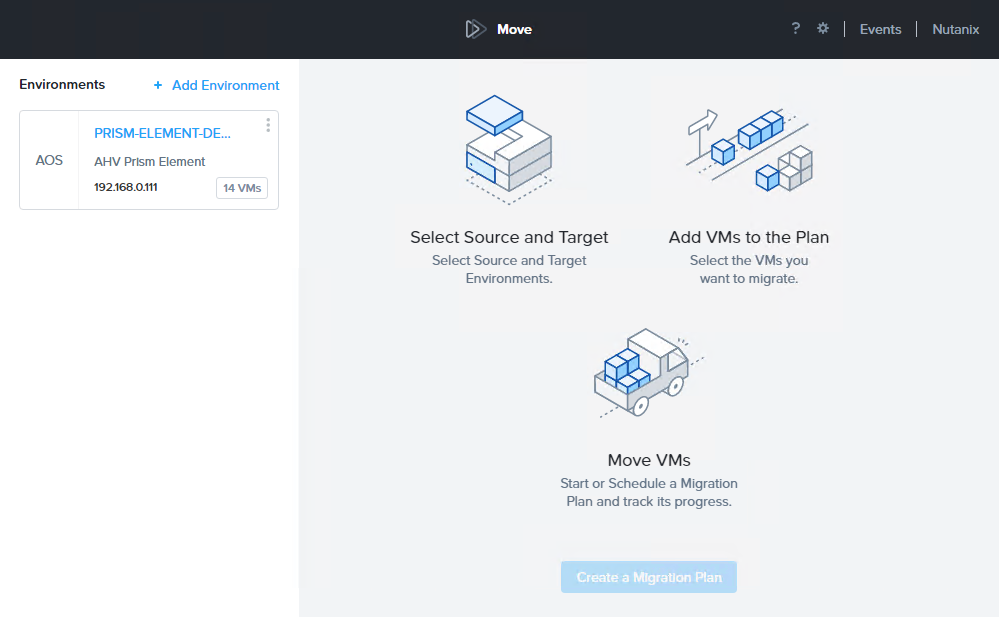 Move
? | Events | Nutanix
Environments + Add Environment
PRISM-ELEMENT-DE...
AOS
AHV Prism Element
192.168.0.111
14 VMs
Select Source and Target
Select Source and Target
Environments.
Add VMs to the Plan
Select the VMs you
want to migrate.
Move VMs
Start or Schedule a Migration
Plan and track its progress.
Create a Migration Plan